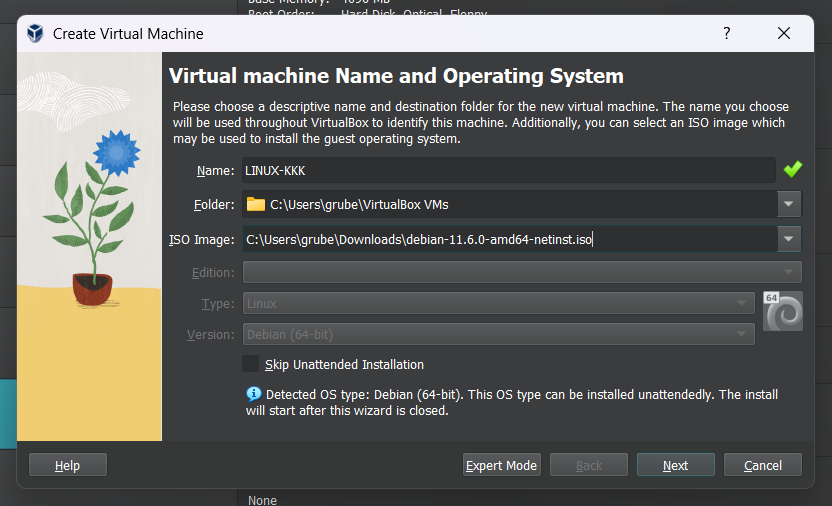 Base Memory: 4096 MB
Boot Order: Hard Disk, Optical, Floppy
Create Virtual Machine
?
Virtual machine Name and Operating System
Please choose a descriptive name and destination folder for the new virtual machine. The name you choose
will be used throughout VirtualBox to identify this machine. Additionally, you can select an ISO image which
may be used to install the guest operating system.
Name: LINUX-KKK
Folder: C:\Users\grube\VirtualBox VMs
ISO Image: C:\Users\grube\Downloads\debian-11.6.0-amd64-netinst.iso
Edition:
Type: Linux
64
Version: Debian (64-bit)
Skip Unattended Installation
Detected OS type: Debian (64-bit). This OS type can be installed unattendedly. The install
will start after this wizard is closed.
Help Expert Mode Back Next Cancel
None